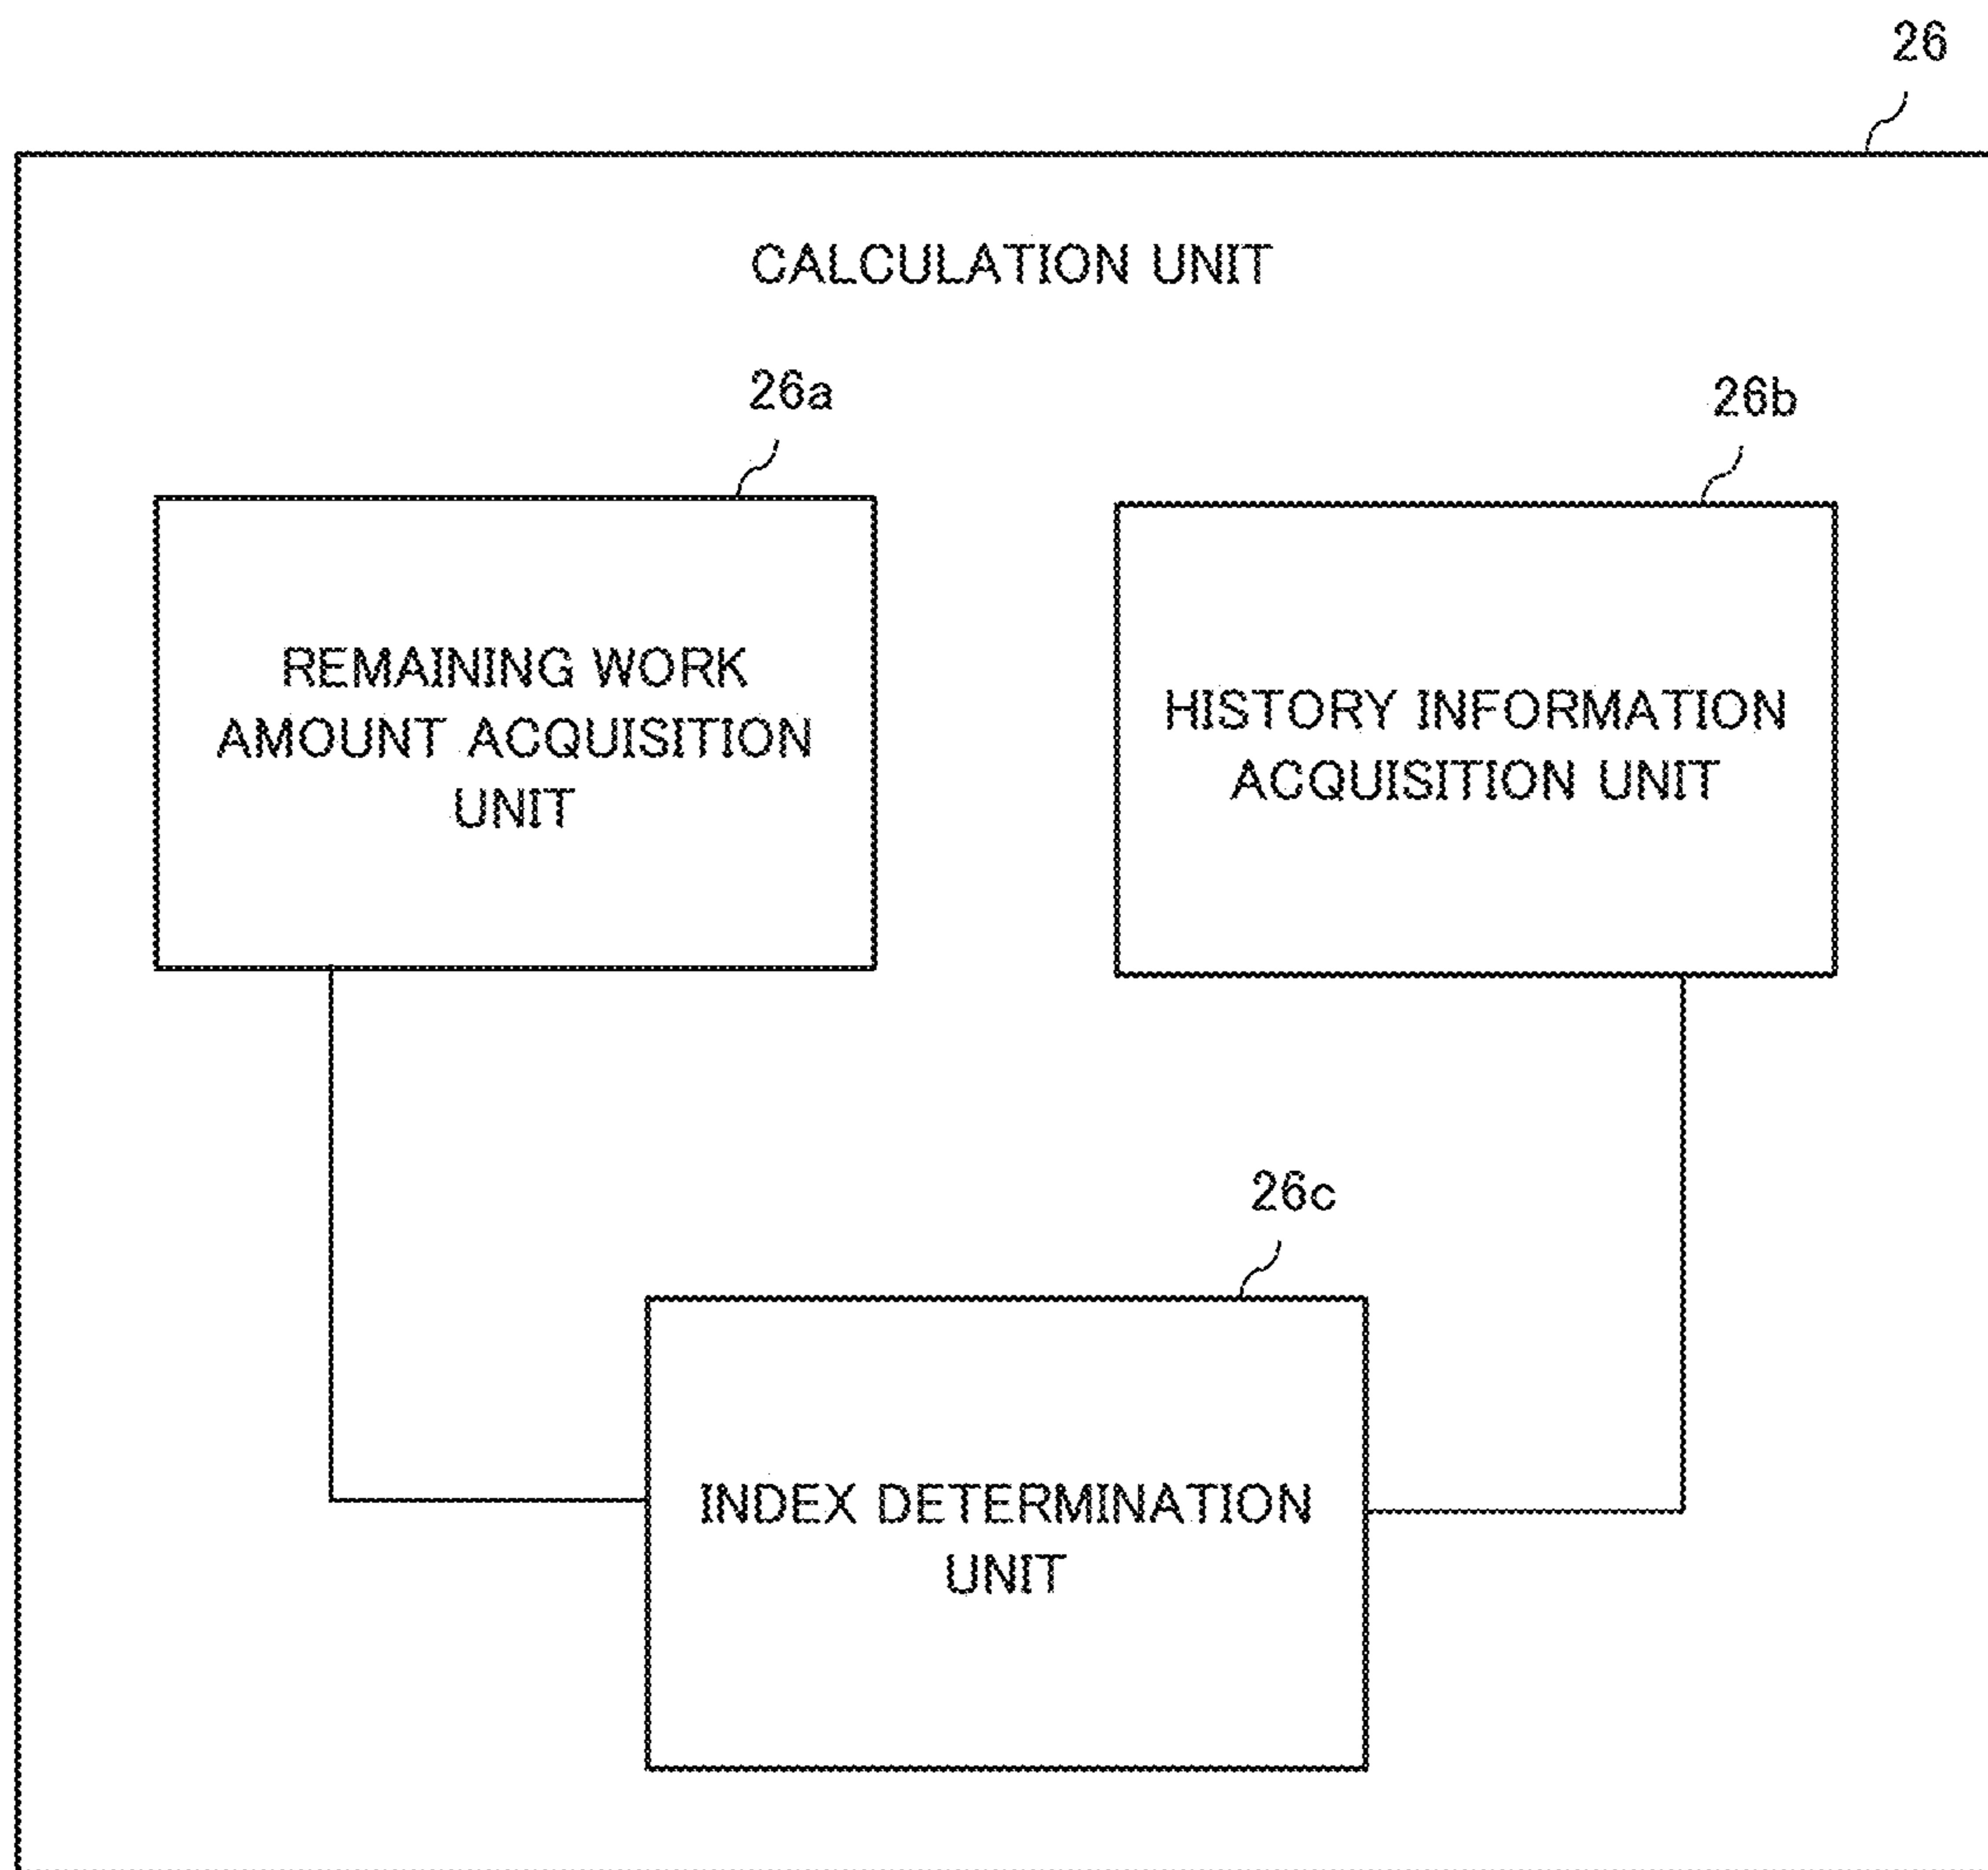 26
CALCULATION UNIT
26a
26b
REMAINING WORK
AMOUNT ACQUISITION
UNIT
HISTORY INFORMATION
ACQUISITION UNIT
26c
INDEX DETERMINATION
UNIT